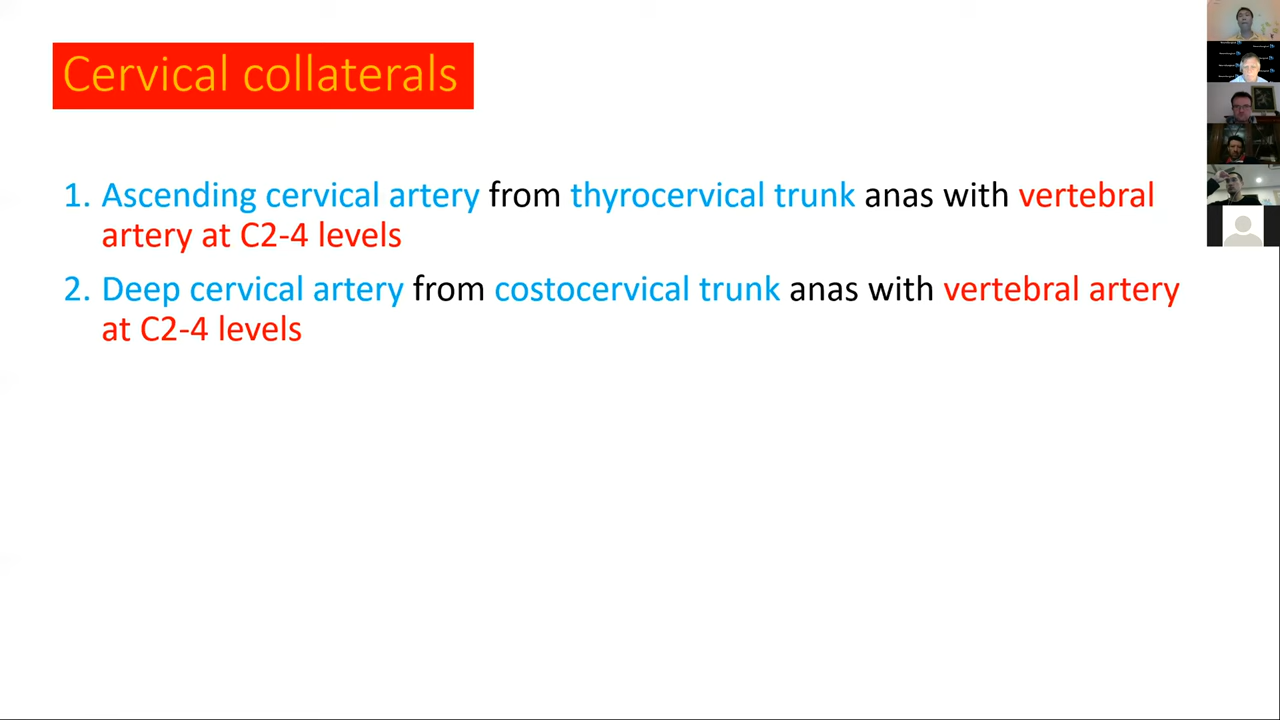 Cervical collaterals
1. Ascending cervical artery from thyrocervical trunk anas with vertebral
artery at C2-4 levels
2. Deep cervical artery from costocervical trunk anas with vertebral artery
at C2-4 levels